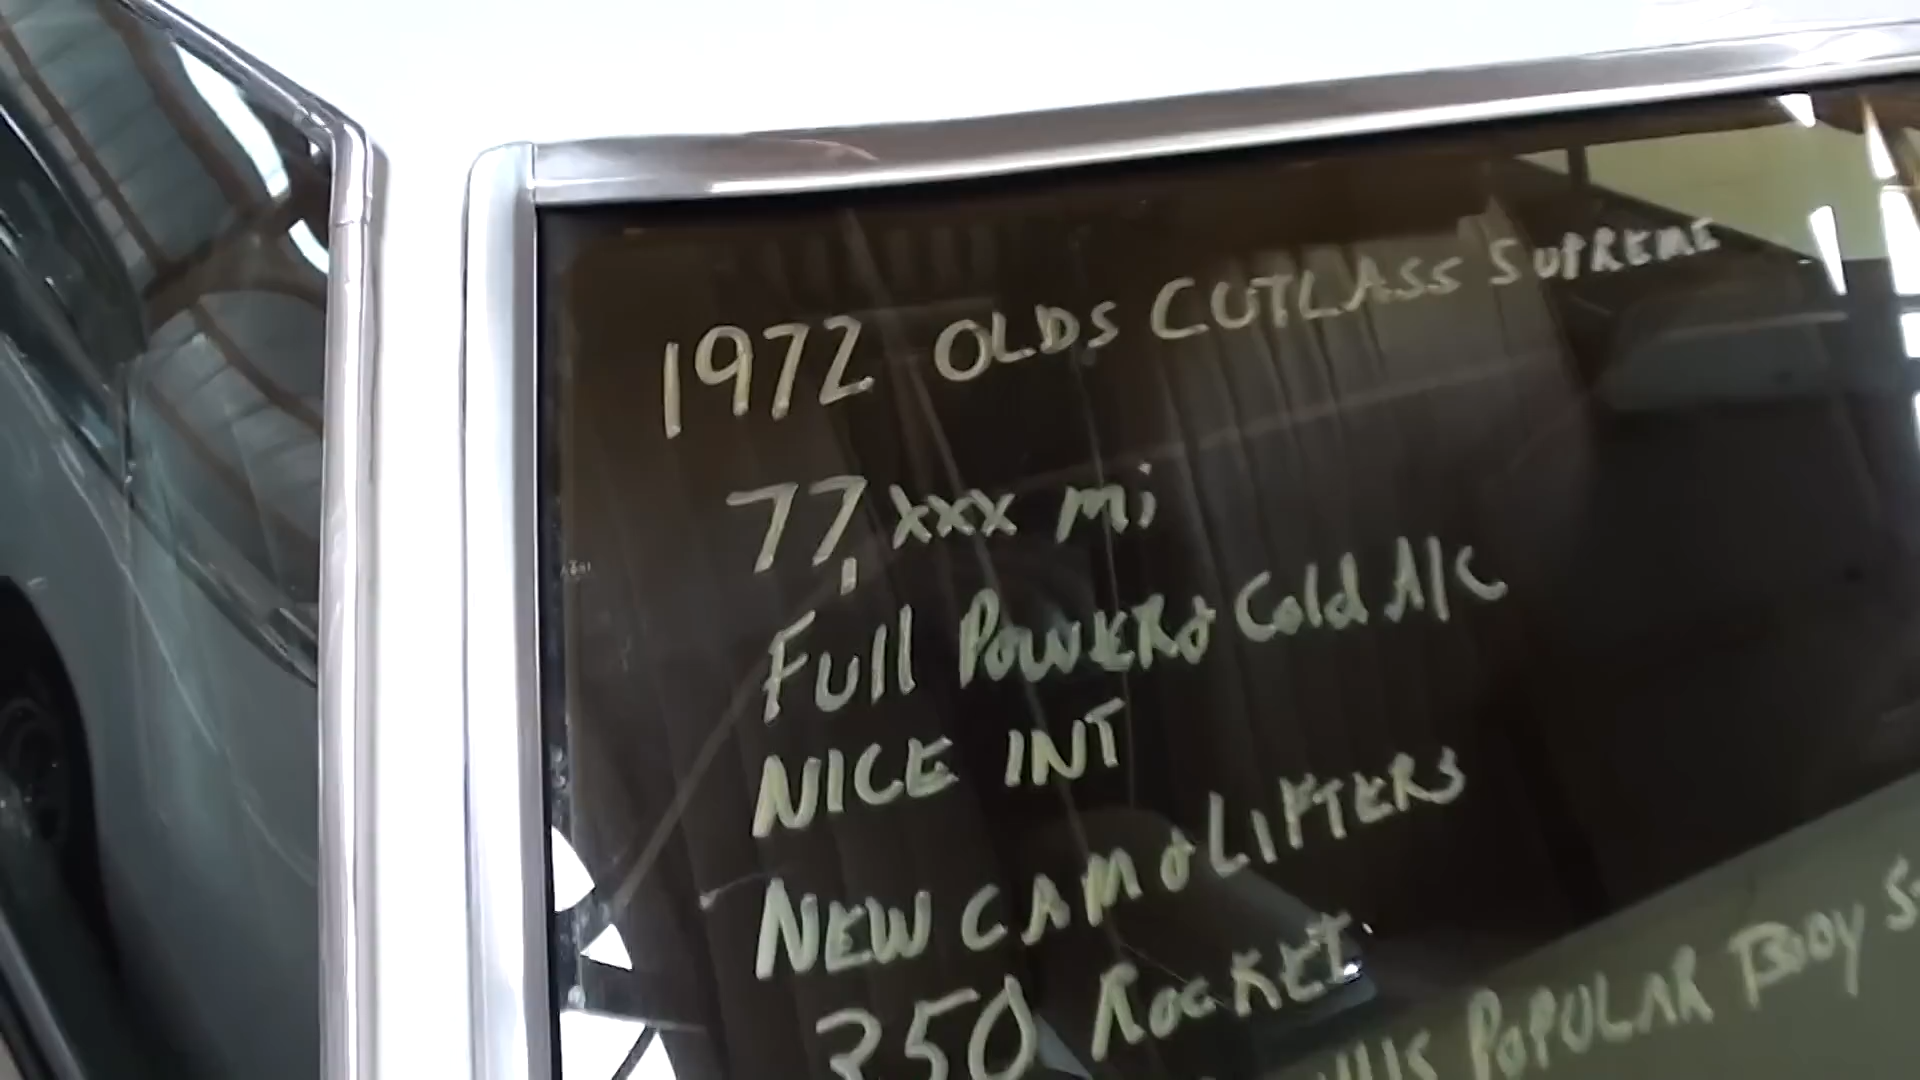 1972 OLDS CUTLASS SUPREME
77,xxx mi
Full POWER & Cold A/C
NICE INT
NEW CAM & LIFTERS
350 ROCKET
POPULAR BODY